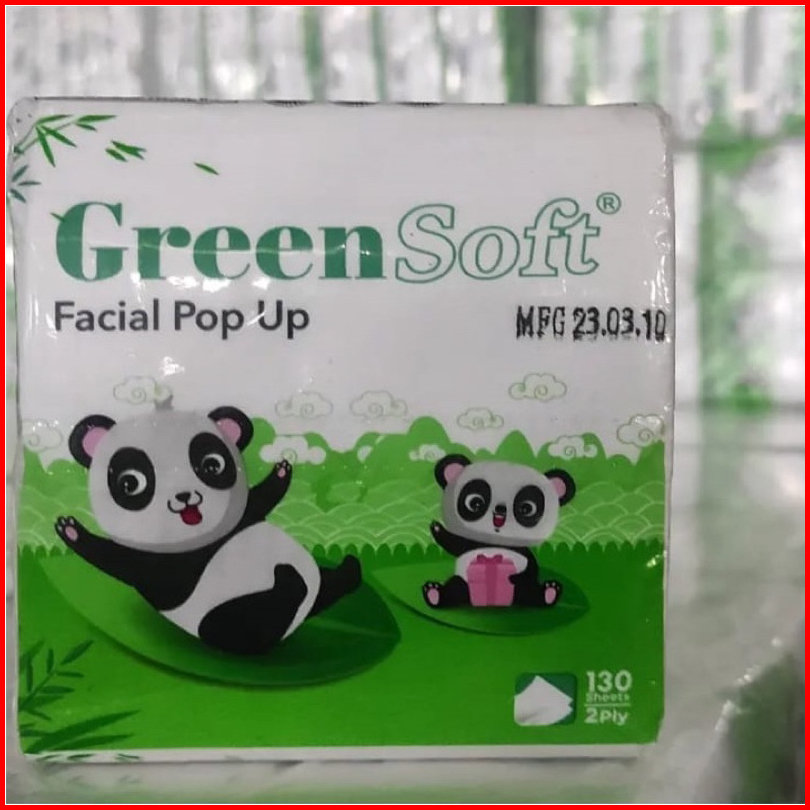 GreenSoft®
Facial Pop Up
MFG 23.03.10
130
Sheets
2Ply